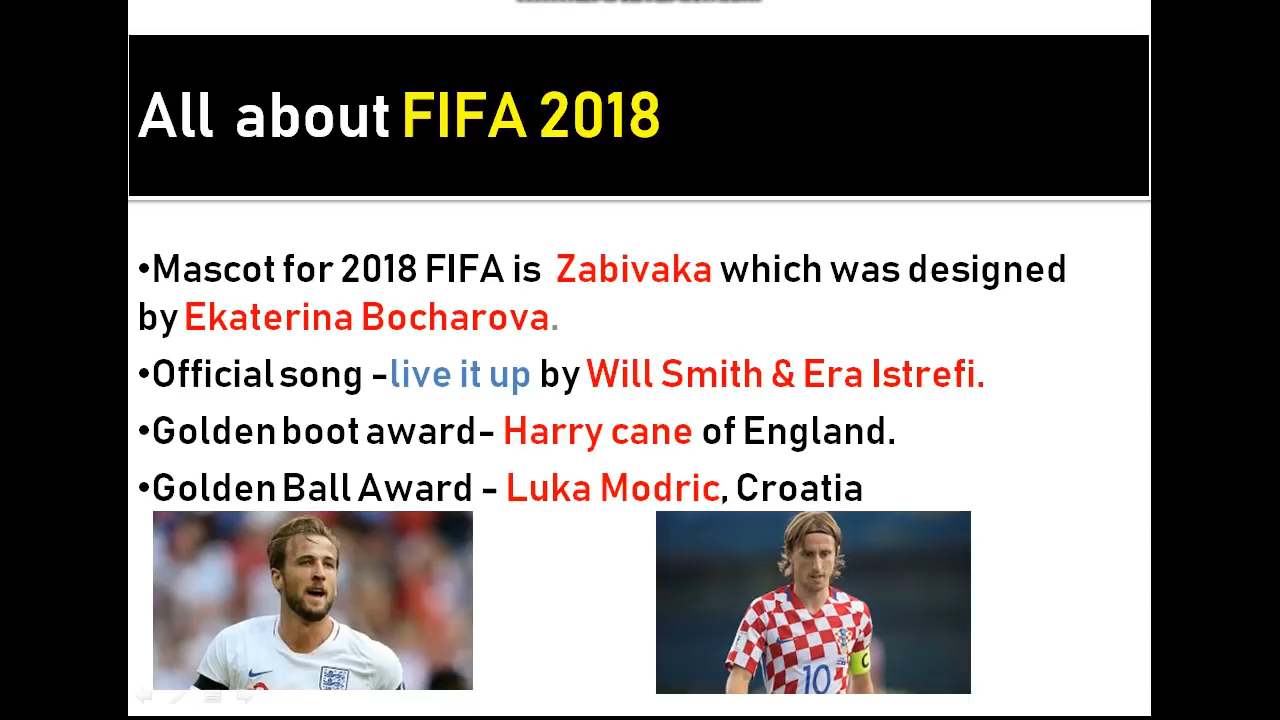 All about FIFA 2018
•Mascot for 2018 FIFA is Zabivaka which was designed
by Ekaterina Bocharova.
•Official song -live it up by Will Smith & Era Istrefi.
•Golden boot award- Harry cane of England.
•Golden Ball Award - Luka Modric, Croatia
10
C